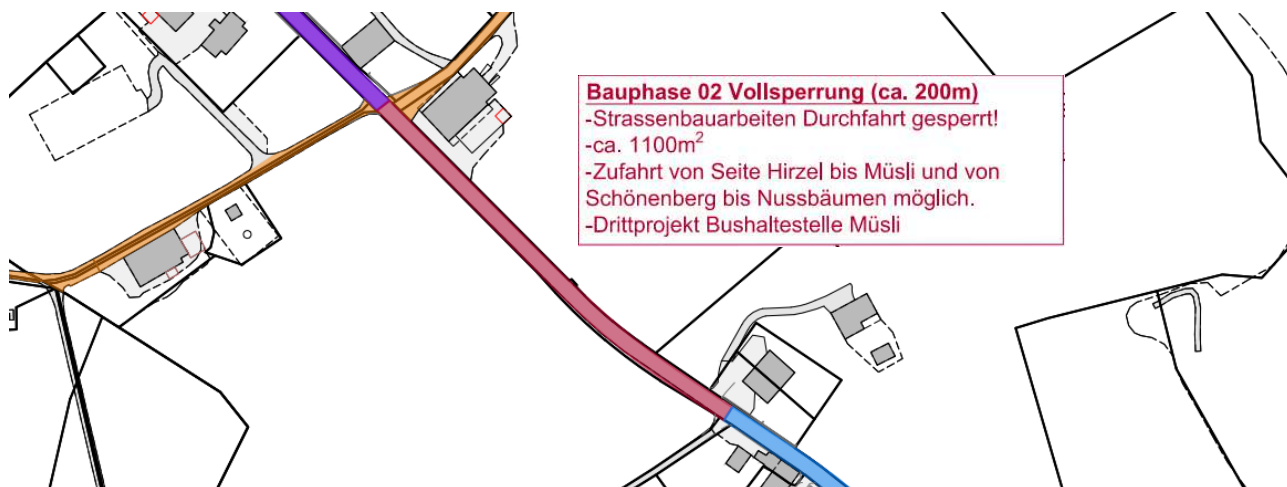 Bauphase 02 Vollsperrung (ca. 200m)
-Strassenbauarbeiten Durchfahrt gesperrt!
-ca. 1100m²
-Zufahrt von Seite Hirzel bis Müsli und von
Schönenberg bis Nussbäumen möglich.
-Drittprojekt Bushaltestelle Müsli